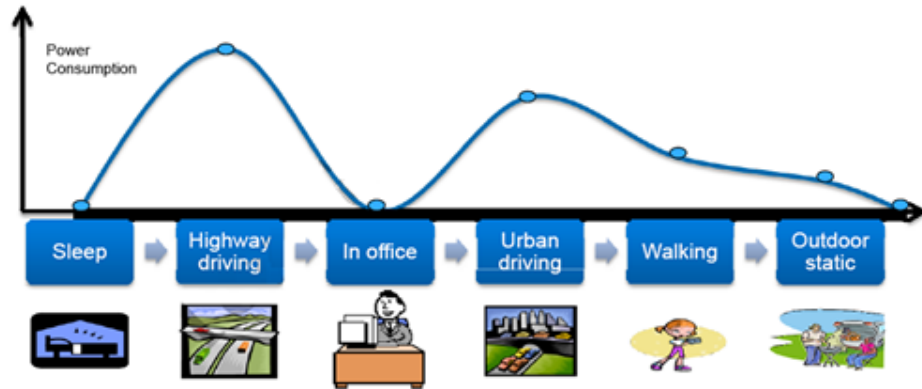 Power
Consumption
Sleep
Highway
driving
In office
Urban
driving
Walking
Outdoor
static